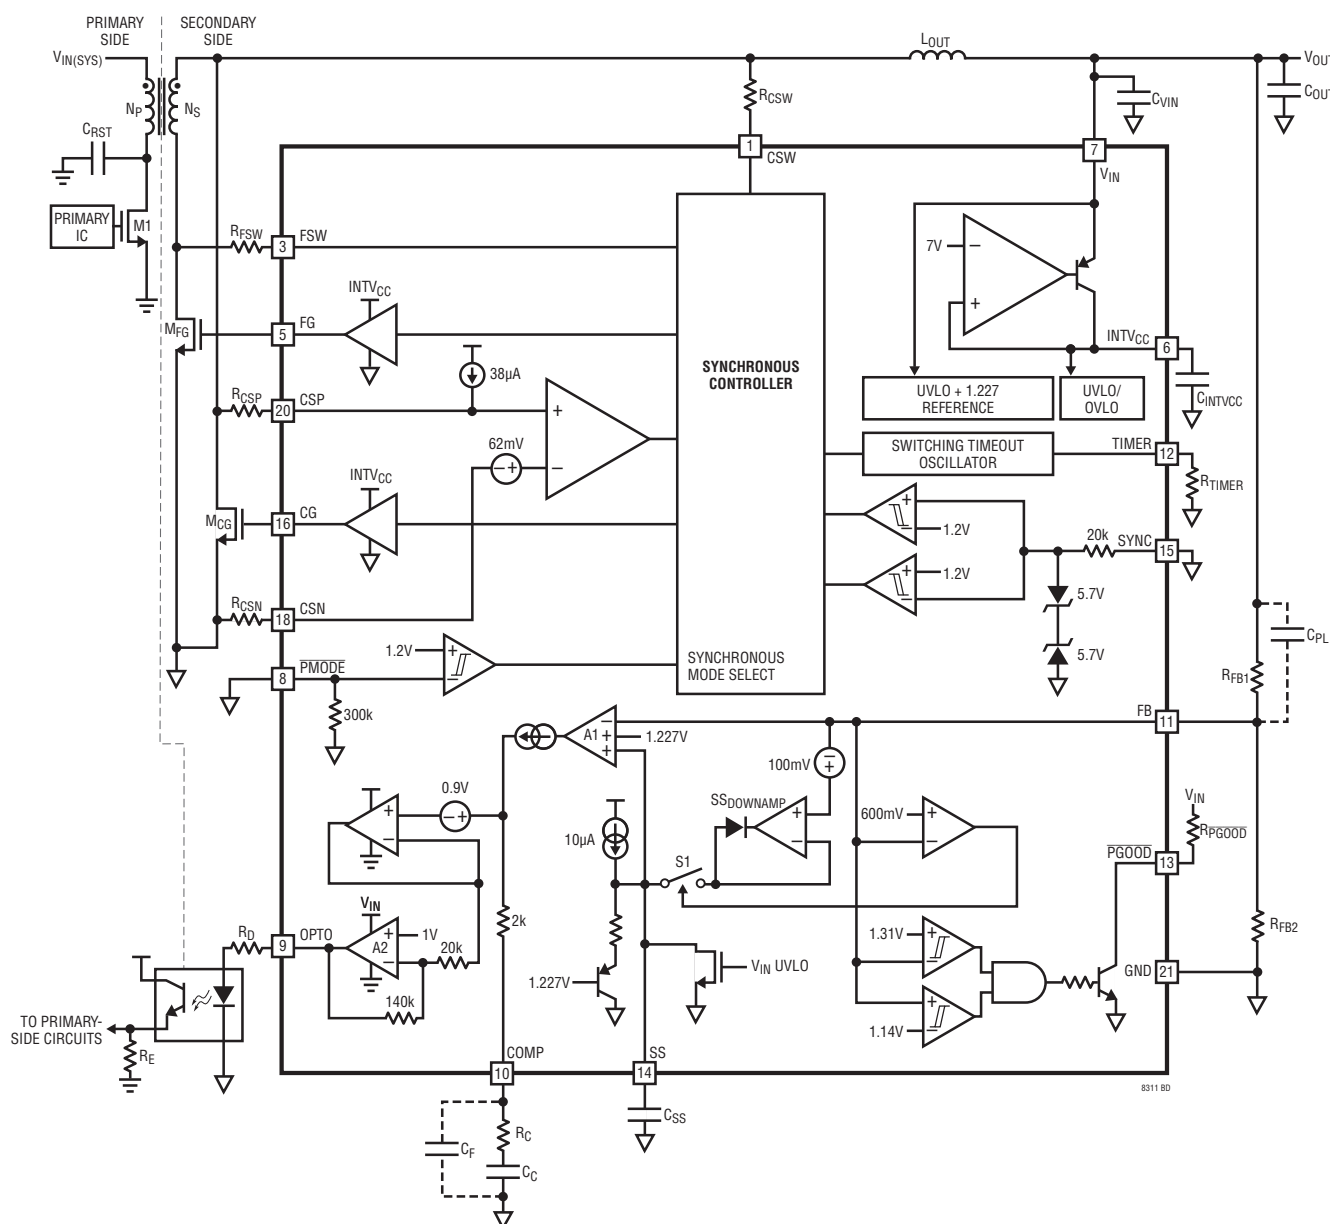 PRIMARY
SIDE
SECONDARY
SIDE
VIN(SYS)
LOUT
VOUT
NP
NS
RCSW
CVIN
COUT
CRST
1
CSW
7
VIN
PRIMARY
IC
M1
RFSW
3
FSW
7V
−
+
INTVCC
MFG
5
FG
INTVCC
6
SYNCHRONOUS
CONTROLLER
38µA
UVLO + 1.227
REFERENCE
UVLO/
OVLO
CINTVCC
RCSP
20
CSP
+
−
62mV
− +
SWITCHING TIMEOUT
OSCILLATOR
TIMER
12
RTIMER
INTVCC
MCG
16
CG
+
−
1.2V
20k
SYNC
15
+
−
1.2V
5.7V
5.7V
RCSN
18
CSN
1.2V
+
−
SYNCHRONOUS
MODE SELECT
8
PMODE
300k
CPL
RFB1
FB
11
A1
−
+
+
1.227V
100mV
−
+
0.9V
− +
+
−
SSDOWNAMP
+
−
600mV
+
−
VIN
RPGOOD
10µA
S1
PGOOD
13
2k
VIN
RD
9
OPTO
A2
+
−
1V
20k
140k
1.31V
+
−
RFB2
1.227V
VIN UVLO
+
−
1.14V
GND
21
TO PRIMARY-
SIDE CIRCUITS
RE
COMP
10
SS
14
8311 BD
CSS
RC
CF
CC